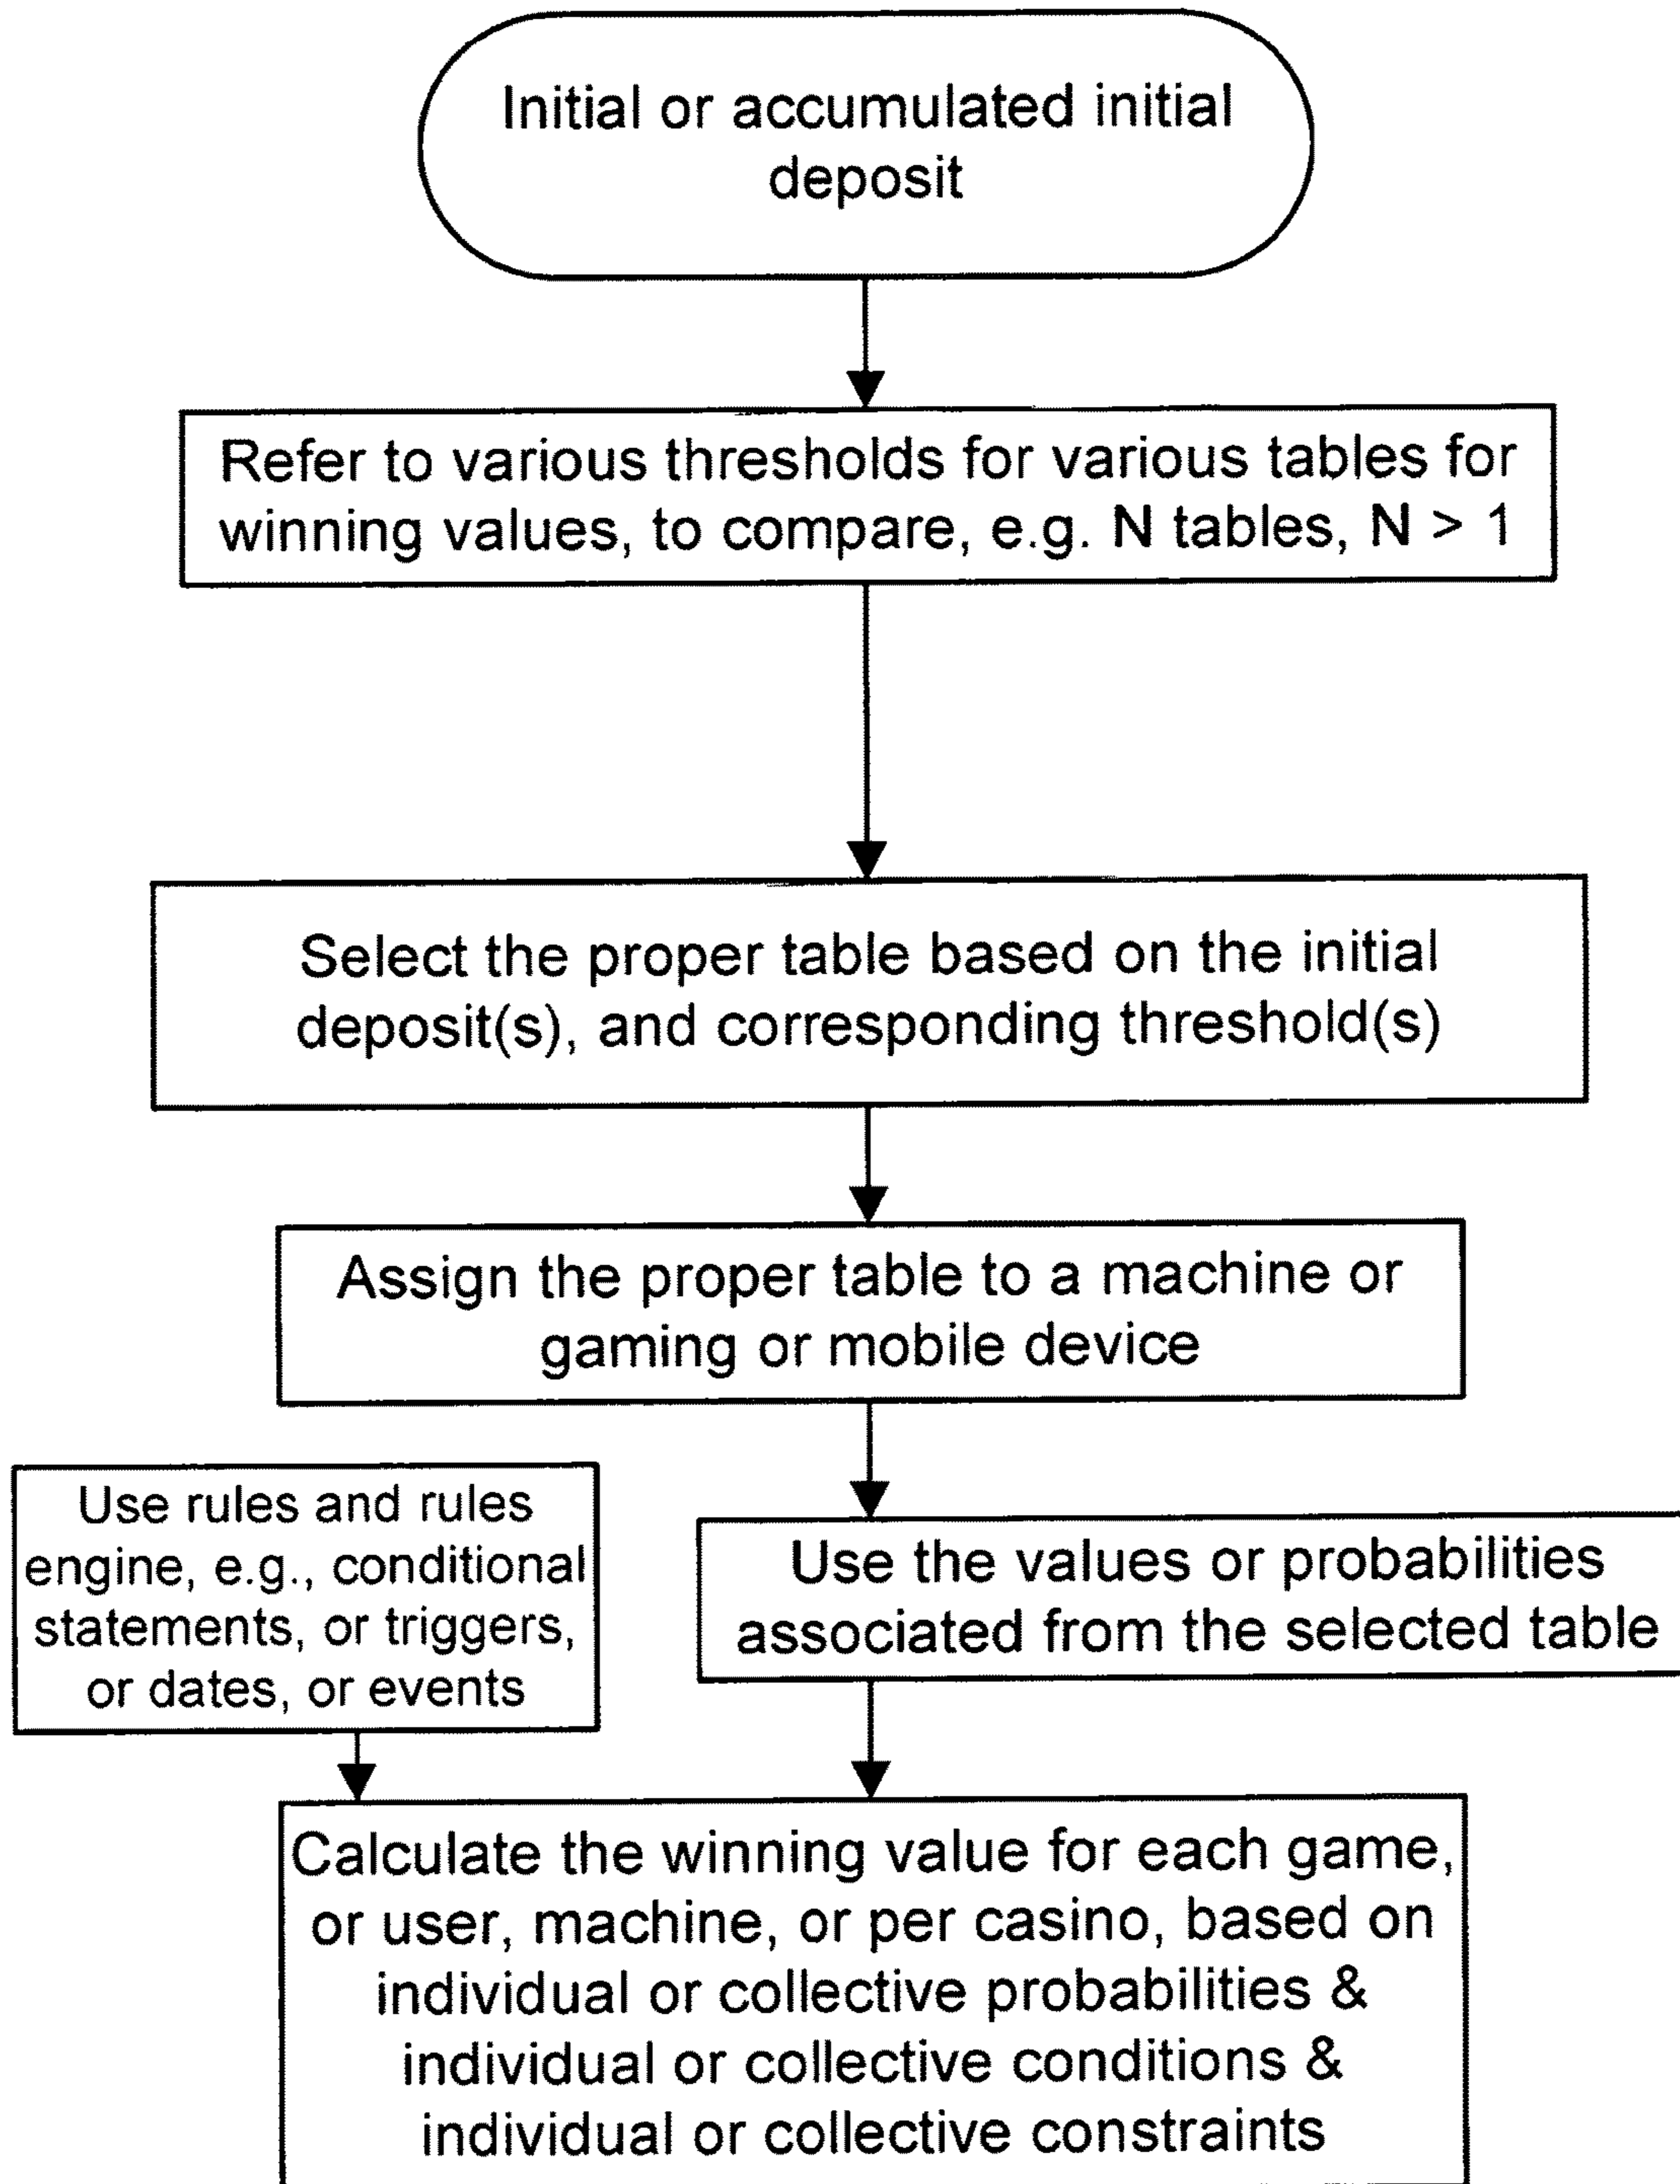 Initial or accumulated initial
deposit
Refer to various thresholds for various tables for
winning values, to compare, e.g. N tables, N > 1
Select the proper table based on the initial
deposit(s), and corresponding threshold(s)
Assign the proper table to a machine or
gaming or mobile device
Use rules and rules
engine, e.g., conditional
statements, or triggers,
or dates, or events
Use the values or probabilities
associated from the selected table
Calculate the winning value for each game,
or user, machine, or per casino, based on
individual or collective probabilities &
individual or collective conditions &
individual or collective constraints